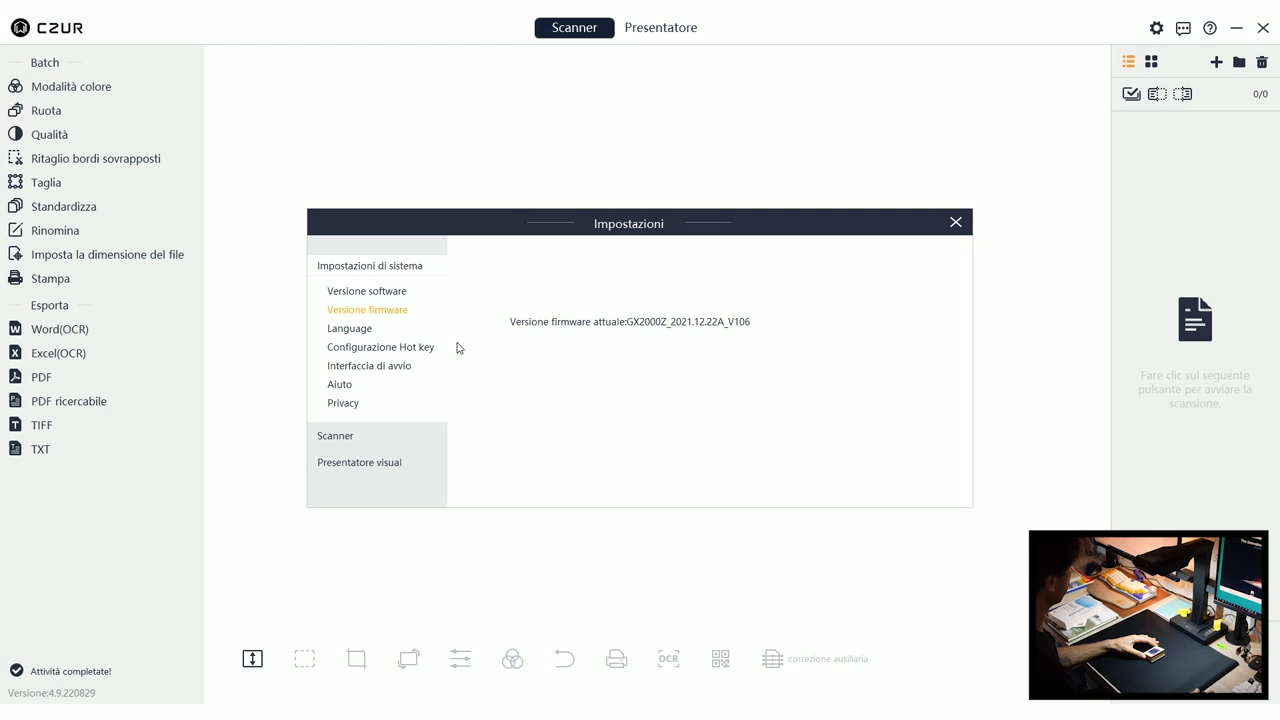 CZUR
Scanner
Presentatore
Batch
Modalità colore
Ruota
Qualità
Ritaglio bordi sovrapposti
Taglia
Standardizza
Rinomina
Imposta la dimensione del file
Stampa
Esporta
Word(OCR)
Excel(OCR)
PDF
PDF ricercabile
TIFF
TXT
Attività completate!
Versione:4.9.220829
Impostazioni
Impostazioni di sistema
Versione software
Versione firmware
Language
Configurazione Hot key
Interfaccia di avvio
Aiuto
Privacy
Scanner
Presentatore visual
Versione firmware attuale:GX2000Z_2021.12.22A_V106
OCR
correzione ausiliaria
0/0
Fare clic sul seguente
pulsante per avviare la
scansione.